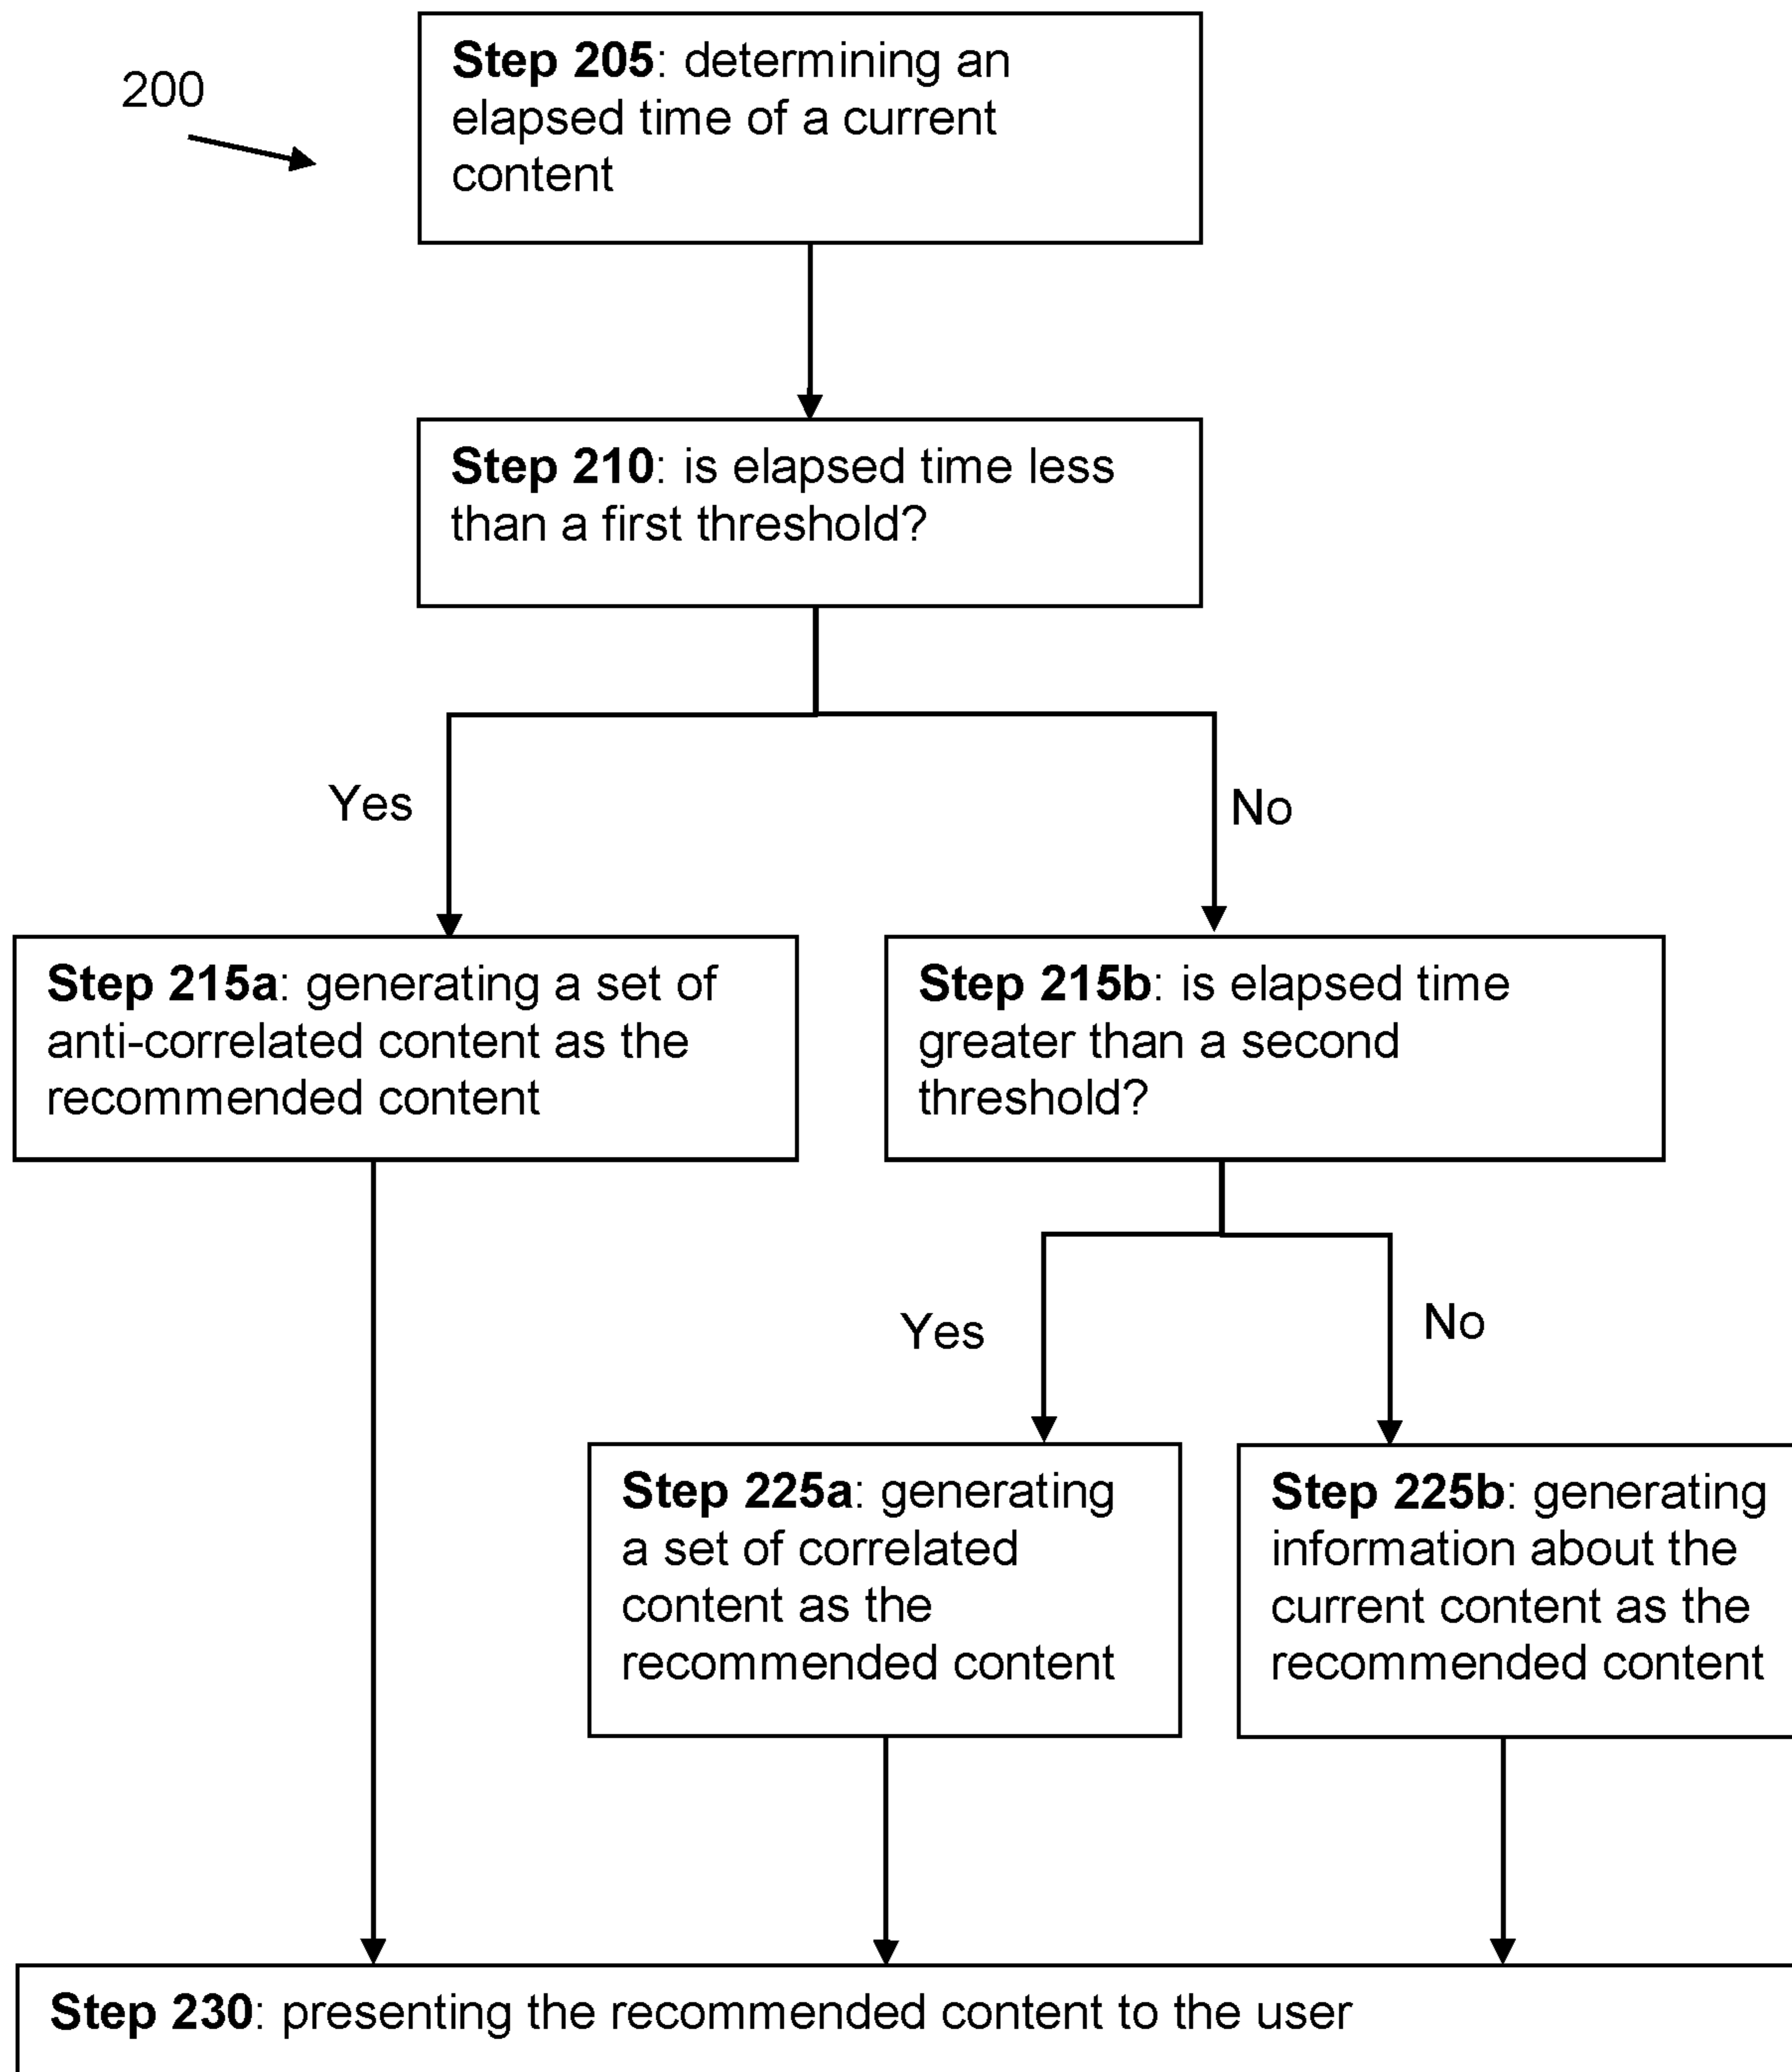 200
Step 205: determining an
elapsed time of a current
content
Step 210: is elapsed time less
than a first threshold?
Yes
No
Step 215a: generating a set of
anti-correlated content as the
recommended content
Step 215b: is elapsed time
greater than a second
threshold?
Yes
No
Step 225a: generating
a set of correlated
content as the
recommended content
Step 225b: generating
information about the
current content as the
recommended content
Step 230: presenting the recommended content to the user